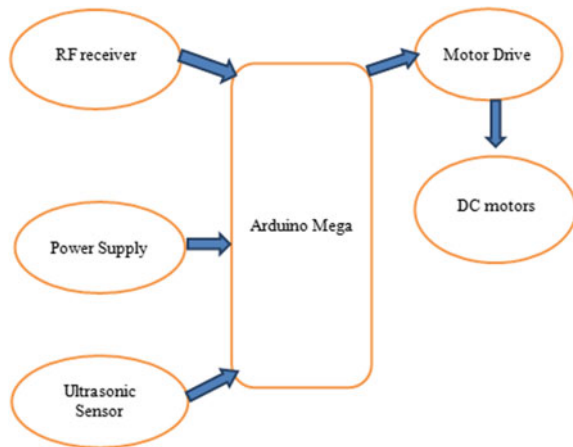 RF receiver
Motor Drive
DC motors
Arduino Mega
Power Supply
Ultrasonic
Sensor